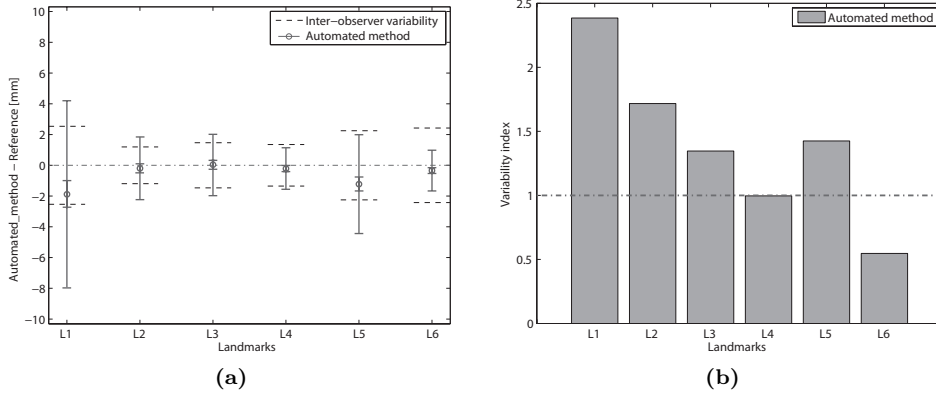 10
8
6
4
2
0
−2
−4
−6
−8
−10
Automated_method −Reference [mm]
Inter−observer variability
Automated method
L1 L2 L3 L4 L5 L6
Landmarks
(a)
2.5
2
1.5
1
0.5
0
Variability index
Automated method
L1 L2 L3 L4 L5 L6
Landmarks
(b)